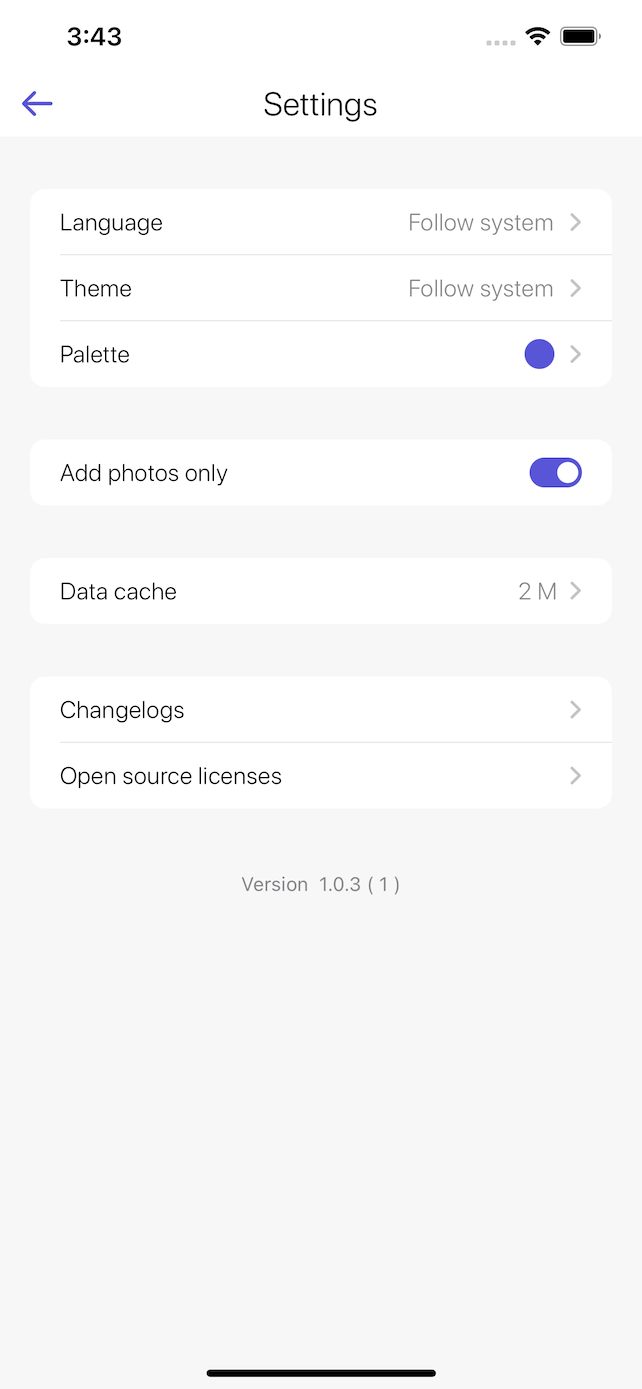 3:43
Settings
Language Follow system
Theme Follow system
Palette
Add photos only
Data cache 2 M
Changelogs
Open source licenses
Version 1.0.3 ( 1 )